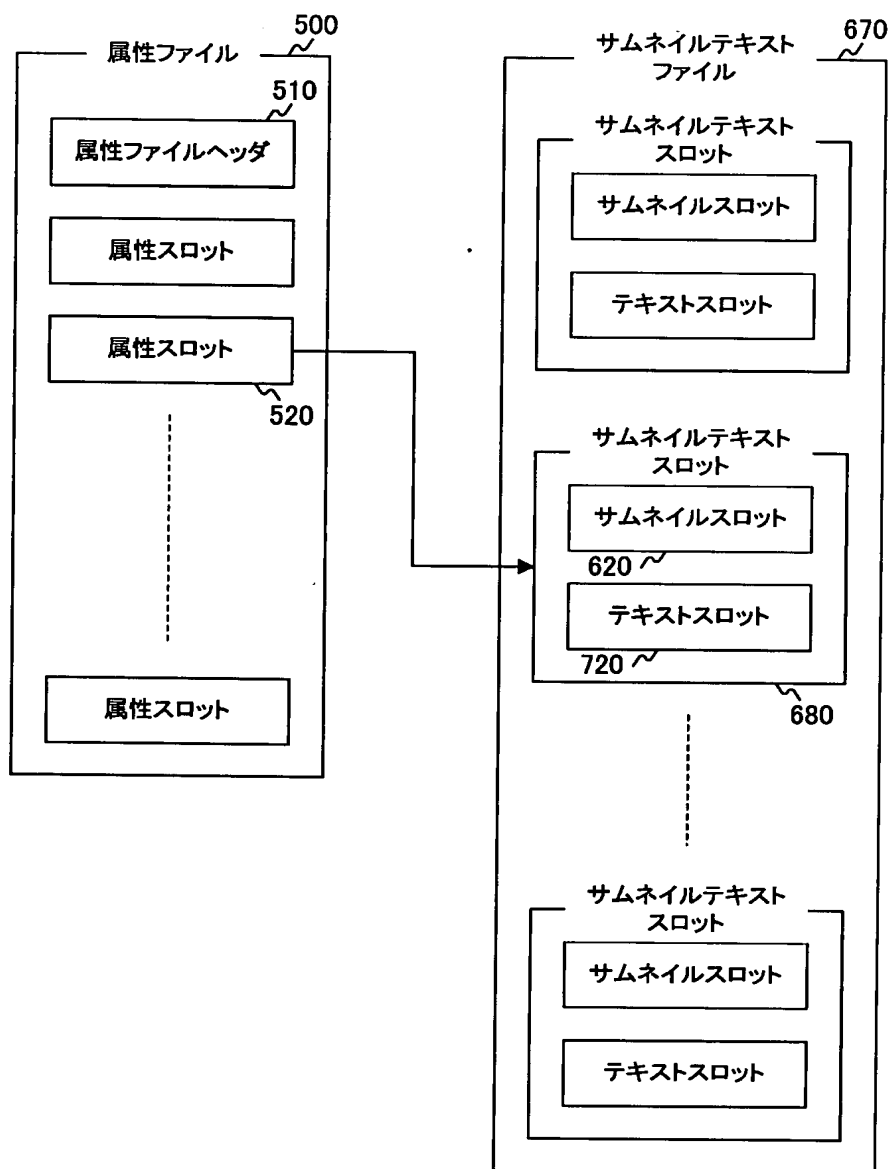 属性ファイル
500
510
属性ファイルヘッダ
属性スロット
属性スロット
520
属性スロット
サムネイルテキスト
ファイル
670
サムネイルテキスト
スロット
サムネイルスロット
テキストスロット
サムネイルテキスト
スロット
サムネイルスロット
620
テキストスロット
720
680
サムネイルテキスト
スロット
サムネイルスロット
テキストスロット